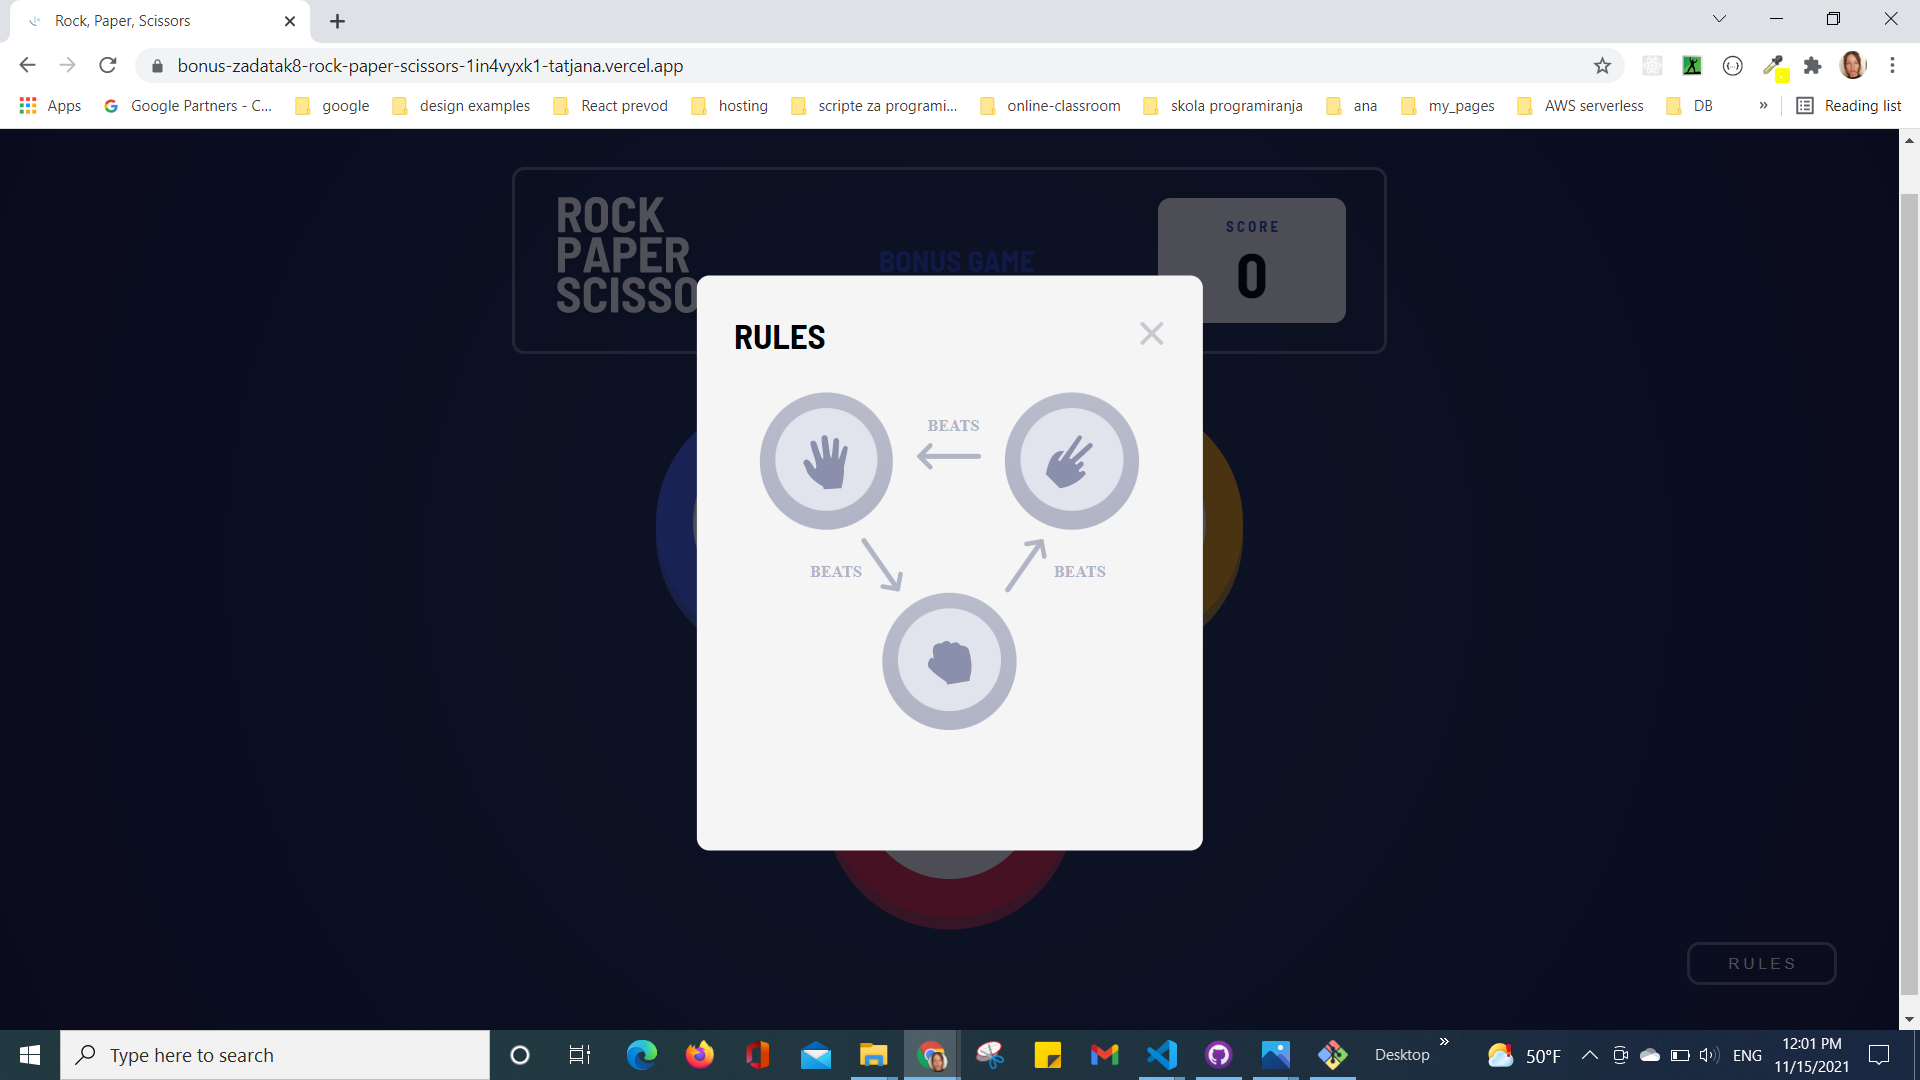 Rock, Paper, Scissors
bonus-zadatak8-rock-paper-scissors-1in4vyxk1-tatjana.vercel.app
Apps
Google Partners - C...
google
design examples
React prevod
hosting
scripte za programi...
online-classroom
skola programiranja
ana
my_pages
AWS serverless
DB
»
Reading list
ROCK
PAPER
SCISSO
BONUS GAME
SCORE
0
RULES
BEATS
BEATS
BEATS
RULES
Type here to search
Desktop
»
50°F
ENG
12:01 PM
11/15/2021